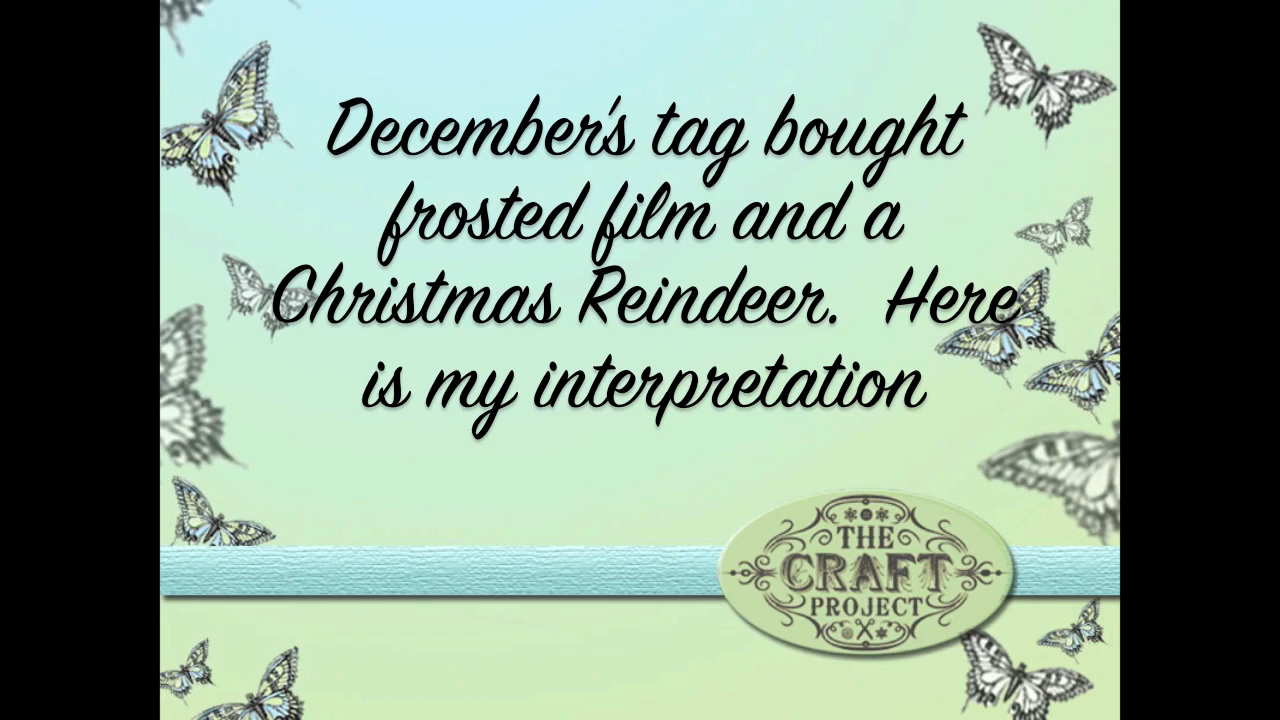 December's tag bought
frosted film and a
Christmas Reindeer. Here
is my interpretation
THE
CRAFT
PROJECT